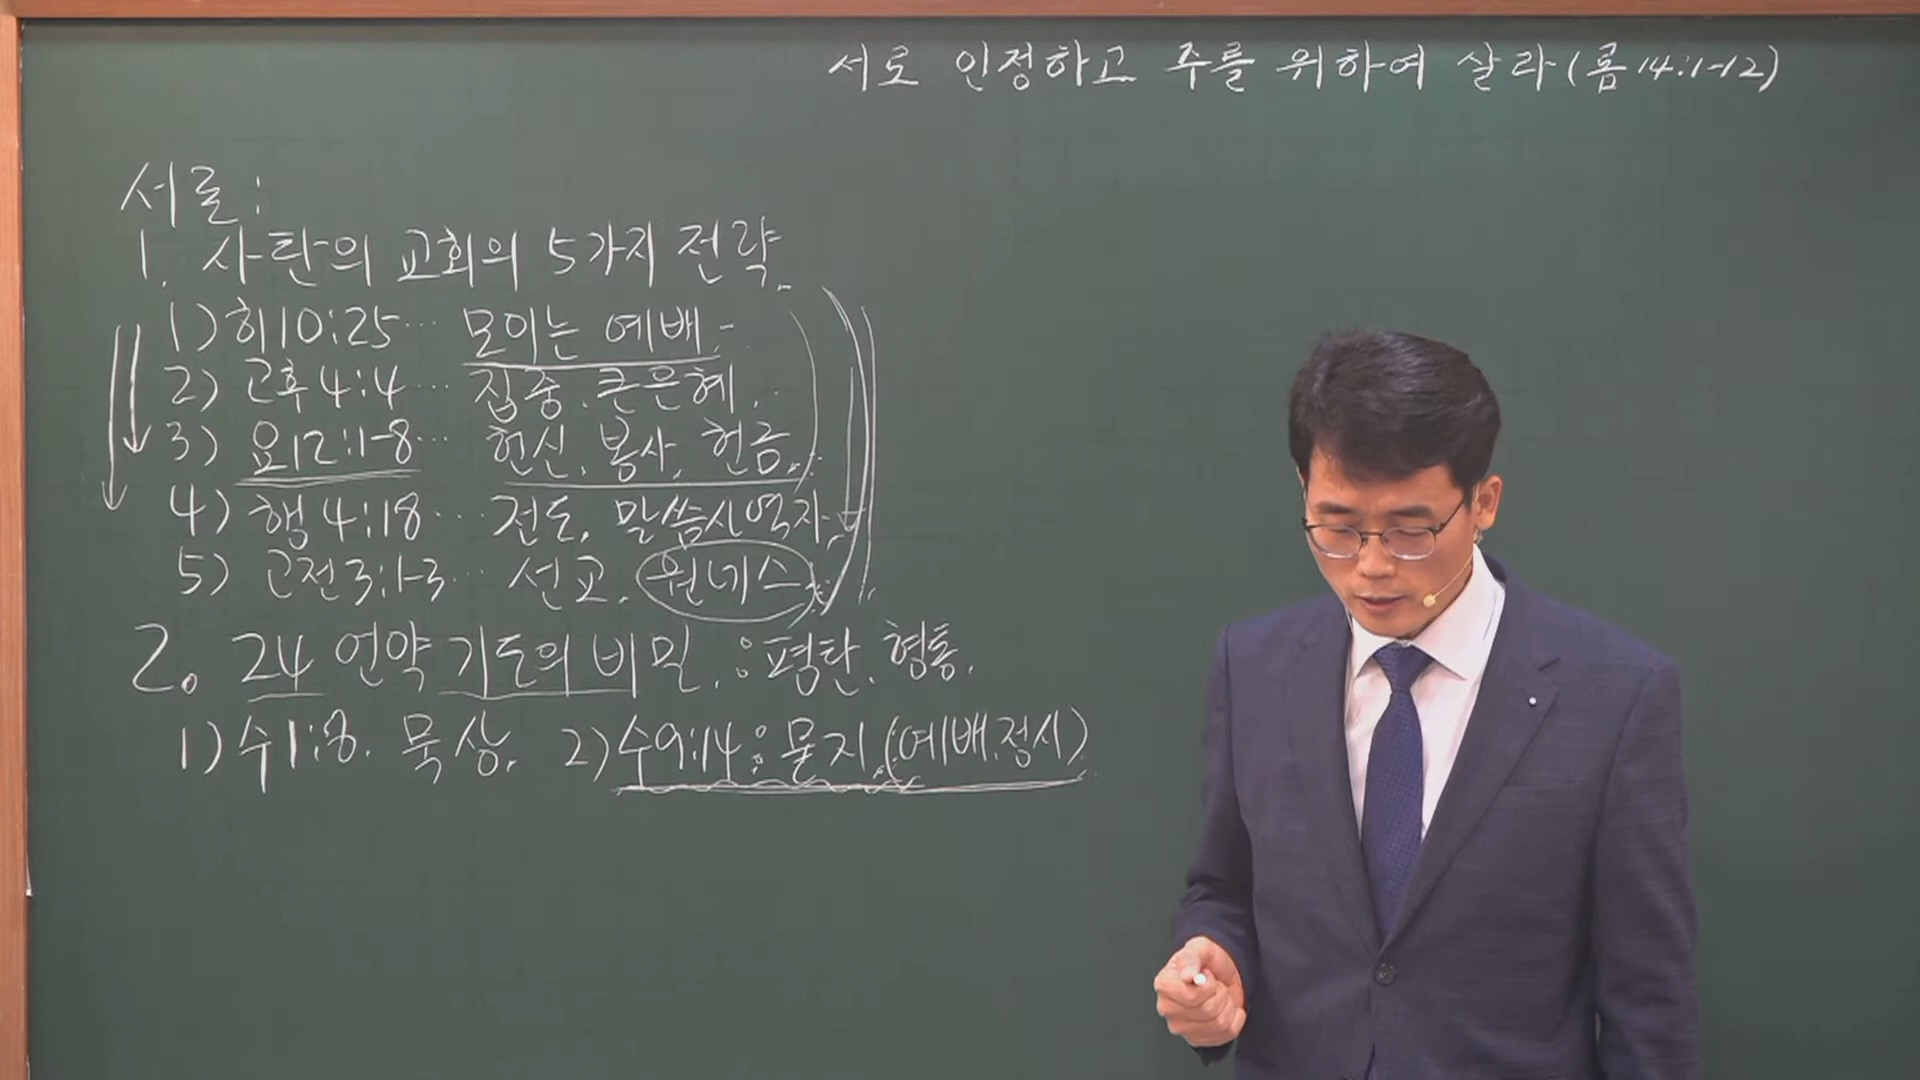 서로 인정하고 주를 위하여 살라(롬 14:1-12)
서론:
1. 사탄의 교회의 5가지 전략.
1) 히10:25… 모이는 예배.
2) 고후 4:4… 집중. 큰은혜.
3) 요12:1-8… 헌신. 봉사. 헌금.
4) 행 4:18… 전도. 말씀사역자.
5) 고전 3:1-3… 선교. 원네스
2. 24 언약 기도의 비밀. : 평탄. 형통.
1) 수1:8. 묵상. 2) 수9:14: 묻지.(예배.정시)